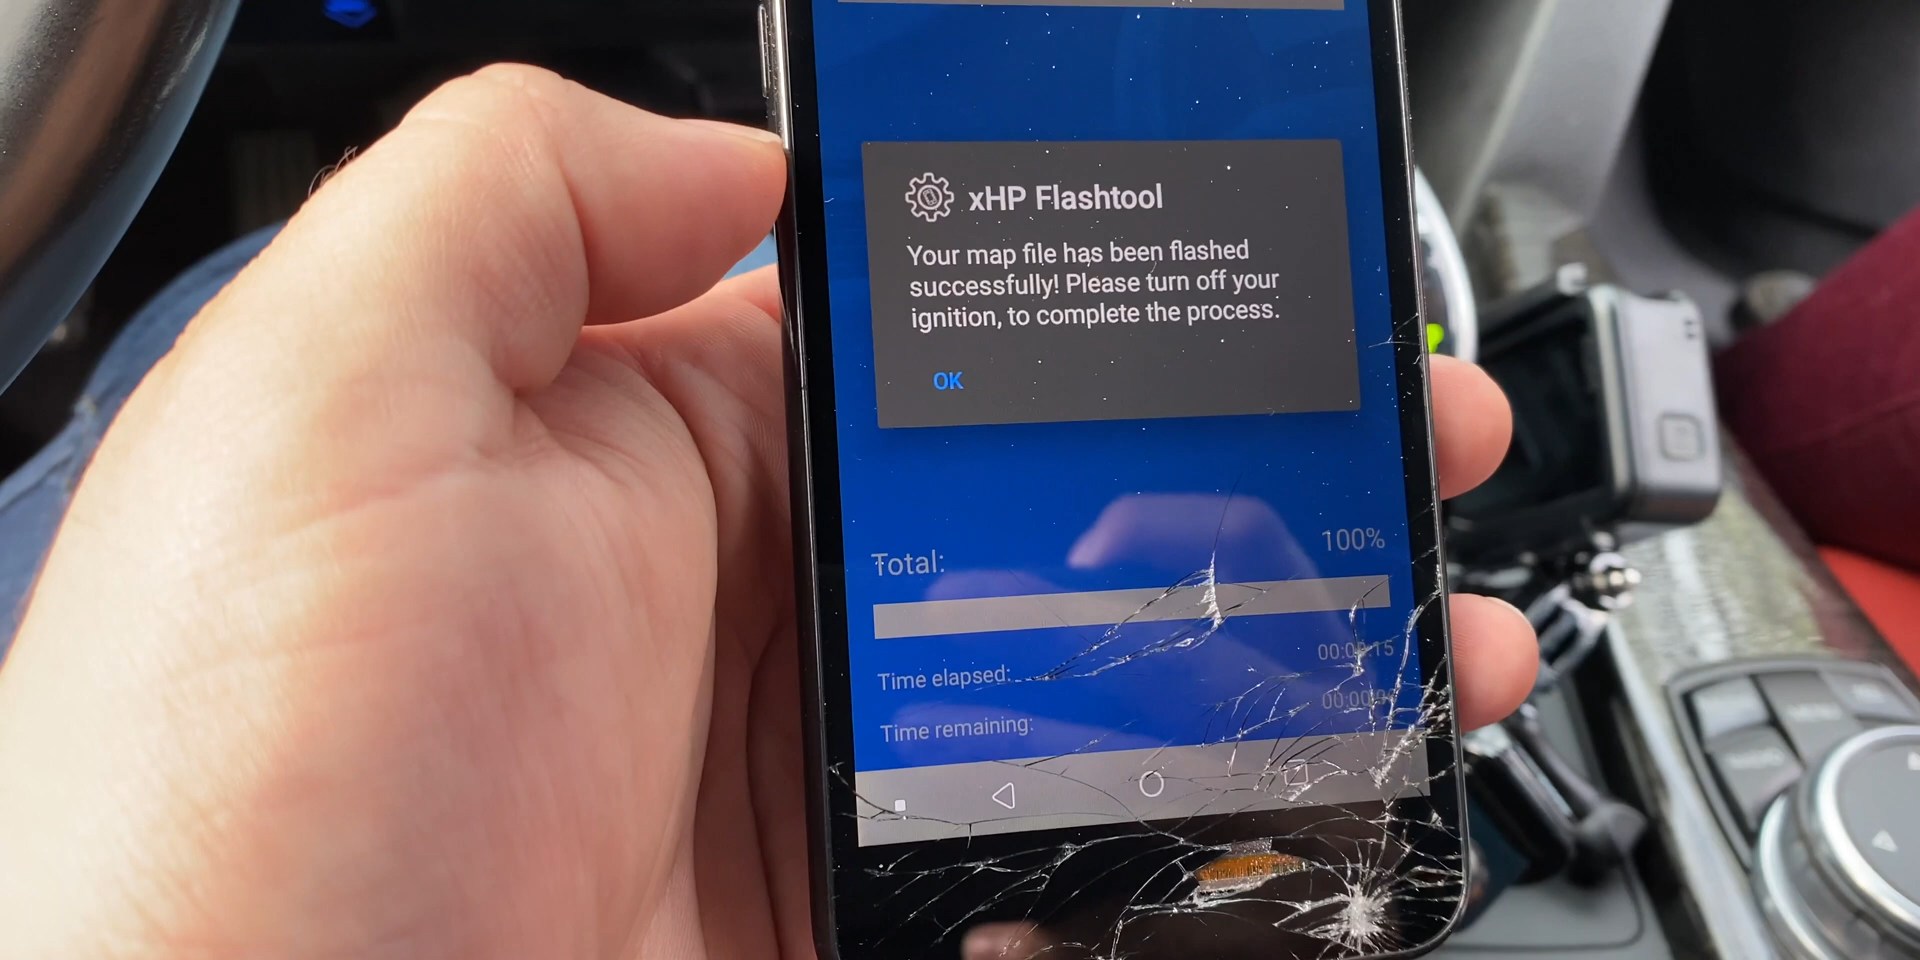 xHP Flashtool
Your map file has been flashed
successfully! Please turn off your
ignition, to complete the process.
OK
Total:
100%
Time elapsed:
Time remaining: